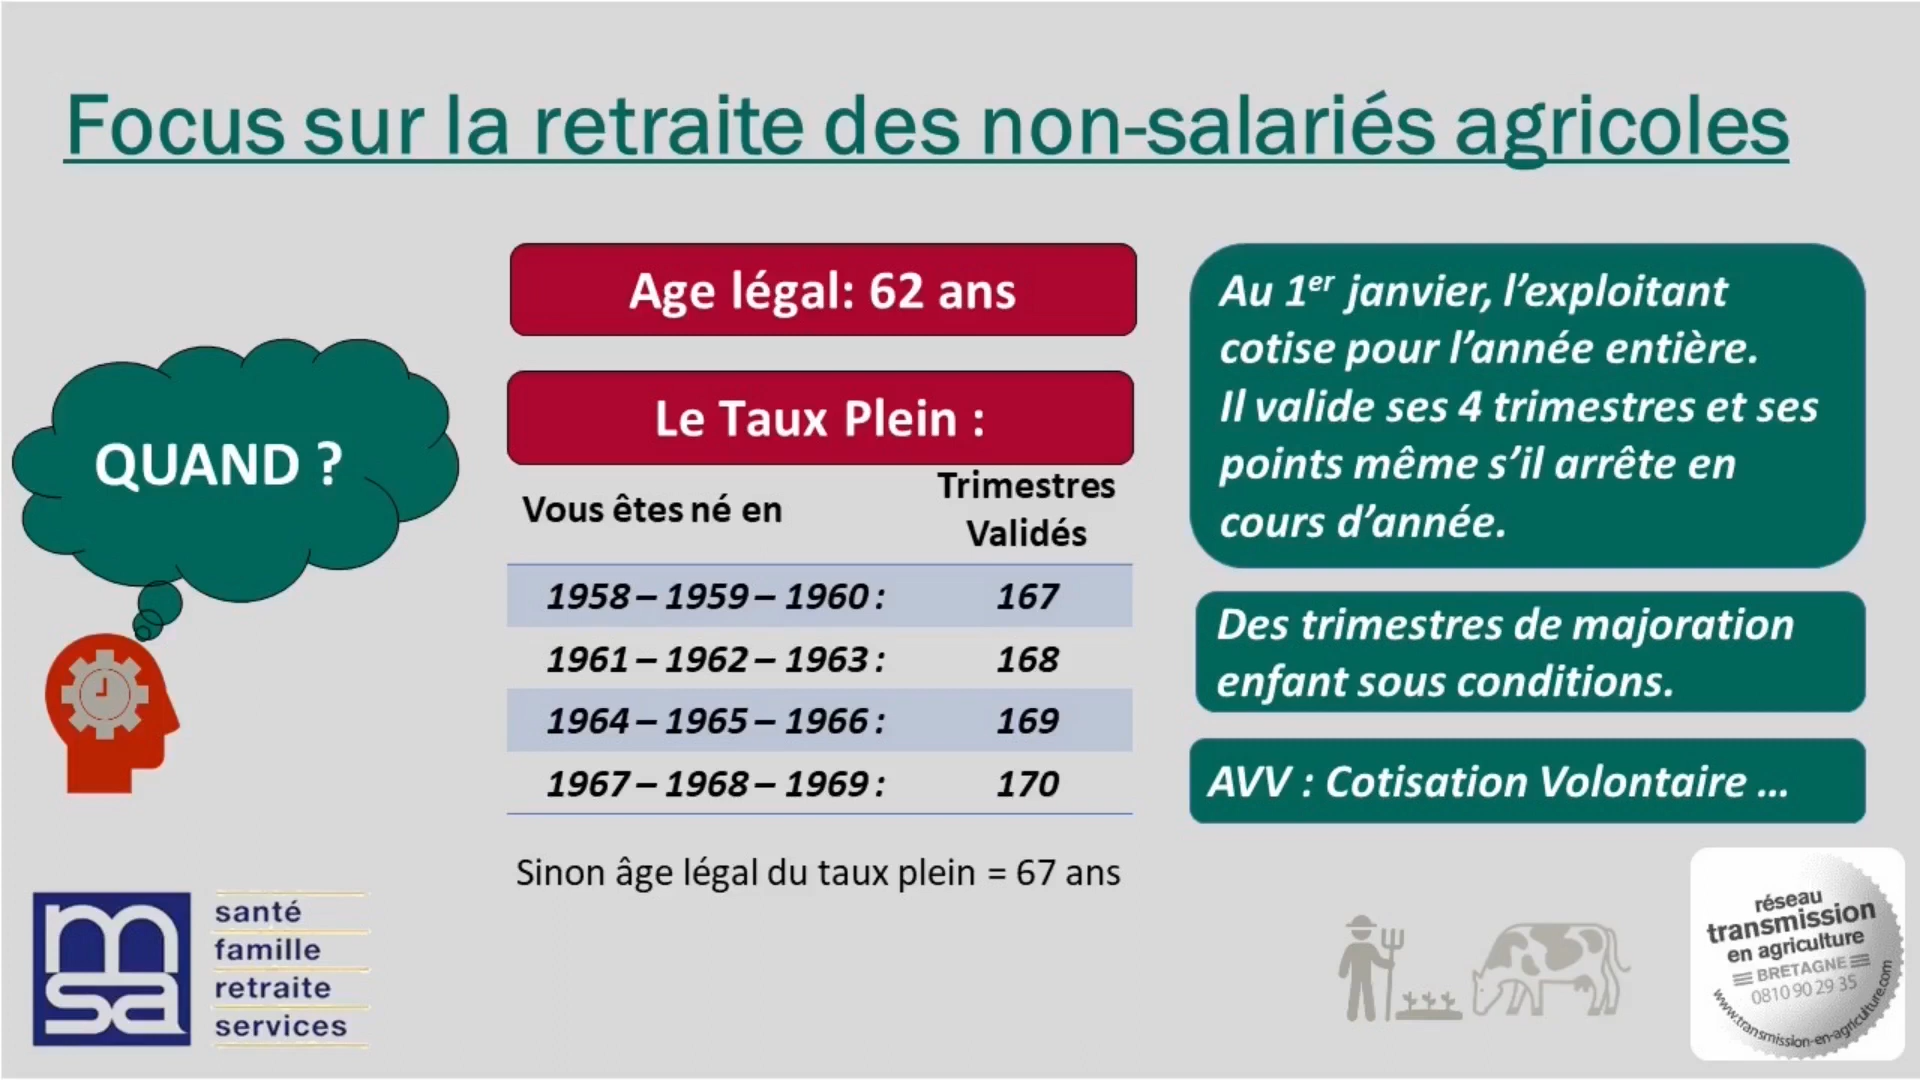 Focus sur la retraite des non-salariés agricoles
QUAND ?
Age légal: 62 ans
Le Taux Plein :
Vous êtes né en
Trimestres
Validés
1958 – 1959 – 1960 : 167
1961 – 1962 – 1963 : 168
1964 – 1965 – 1966 : 169
1967 – 1968 – 1969 : 170
Sinon âge légal du taux plein = 67 ans
Au 1er janvier, l’exploitant
cotise pour l’année entière.
Il valide ses 4 trimestres et ses
points même s’il arrête en
cours d’année.
Des trimestres de majoration
enfant sous conditions.
AVV : Cotisation Volontaire ...
msa
santé
famille
retraite
services
réseau
transmission
en agriculture
BRETAGNE
0810 90 29 35
www.transmission-en-agriculture.com